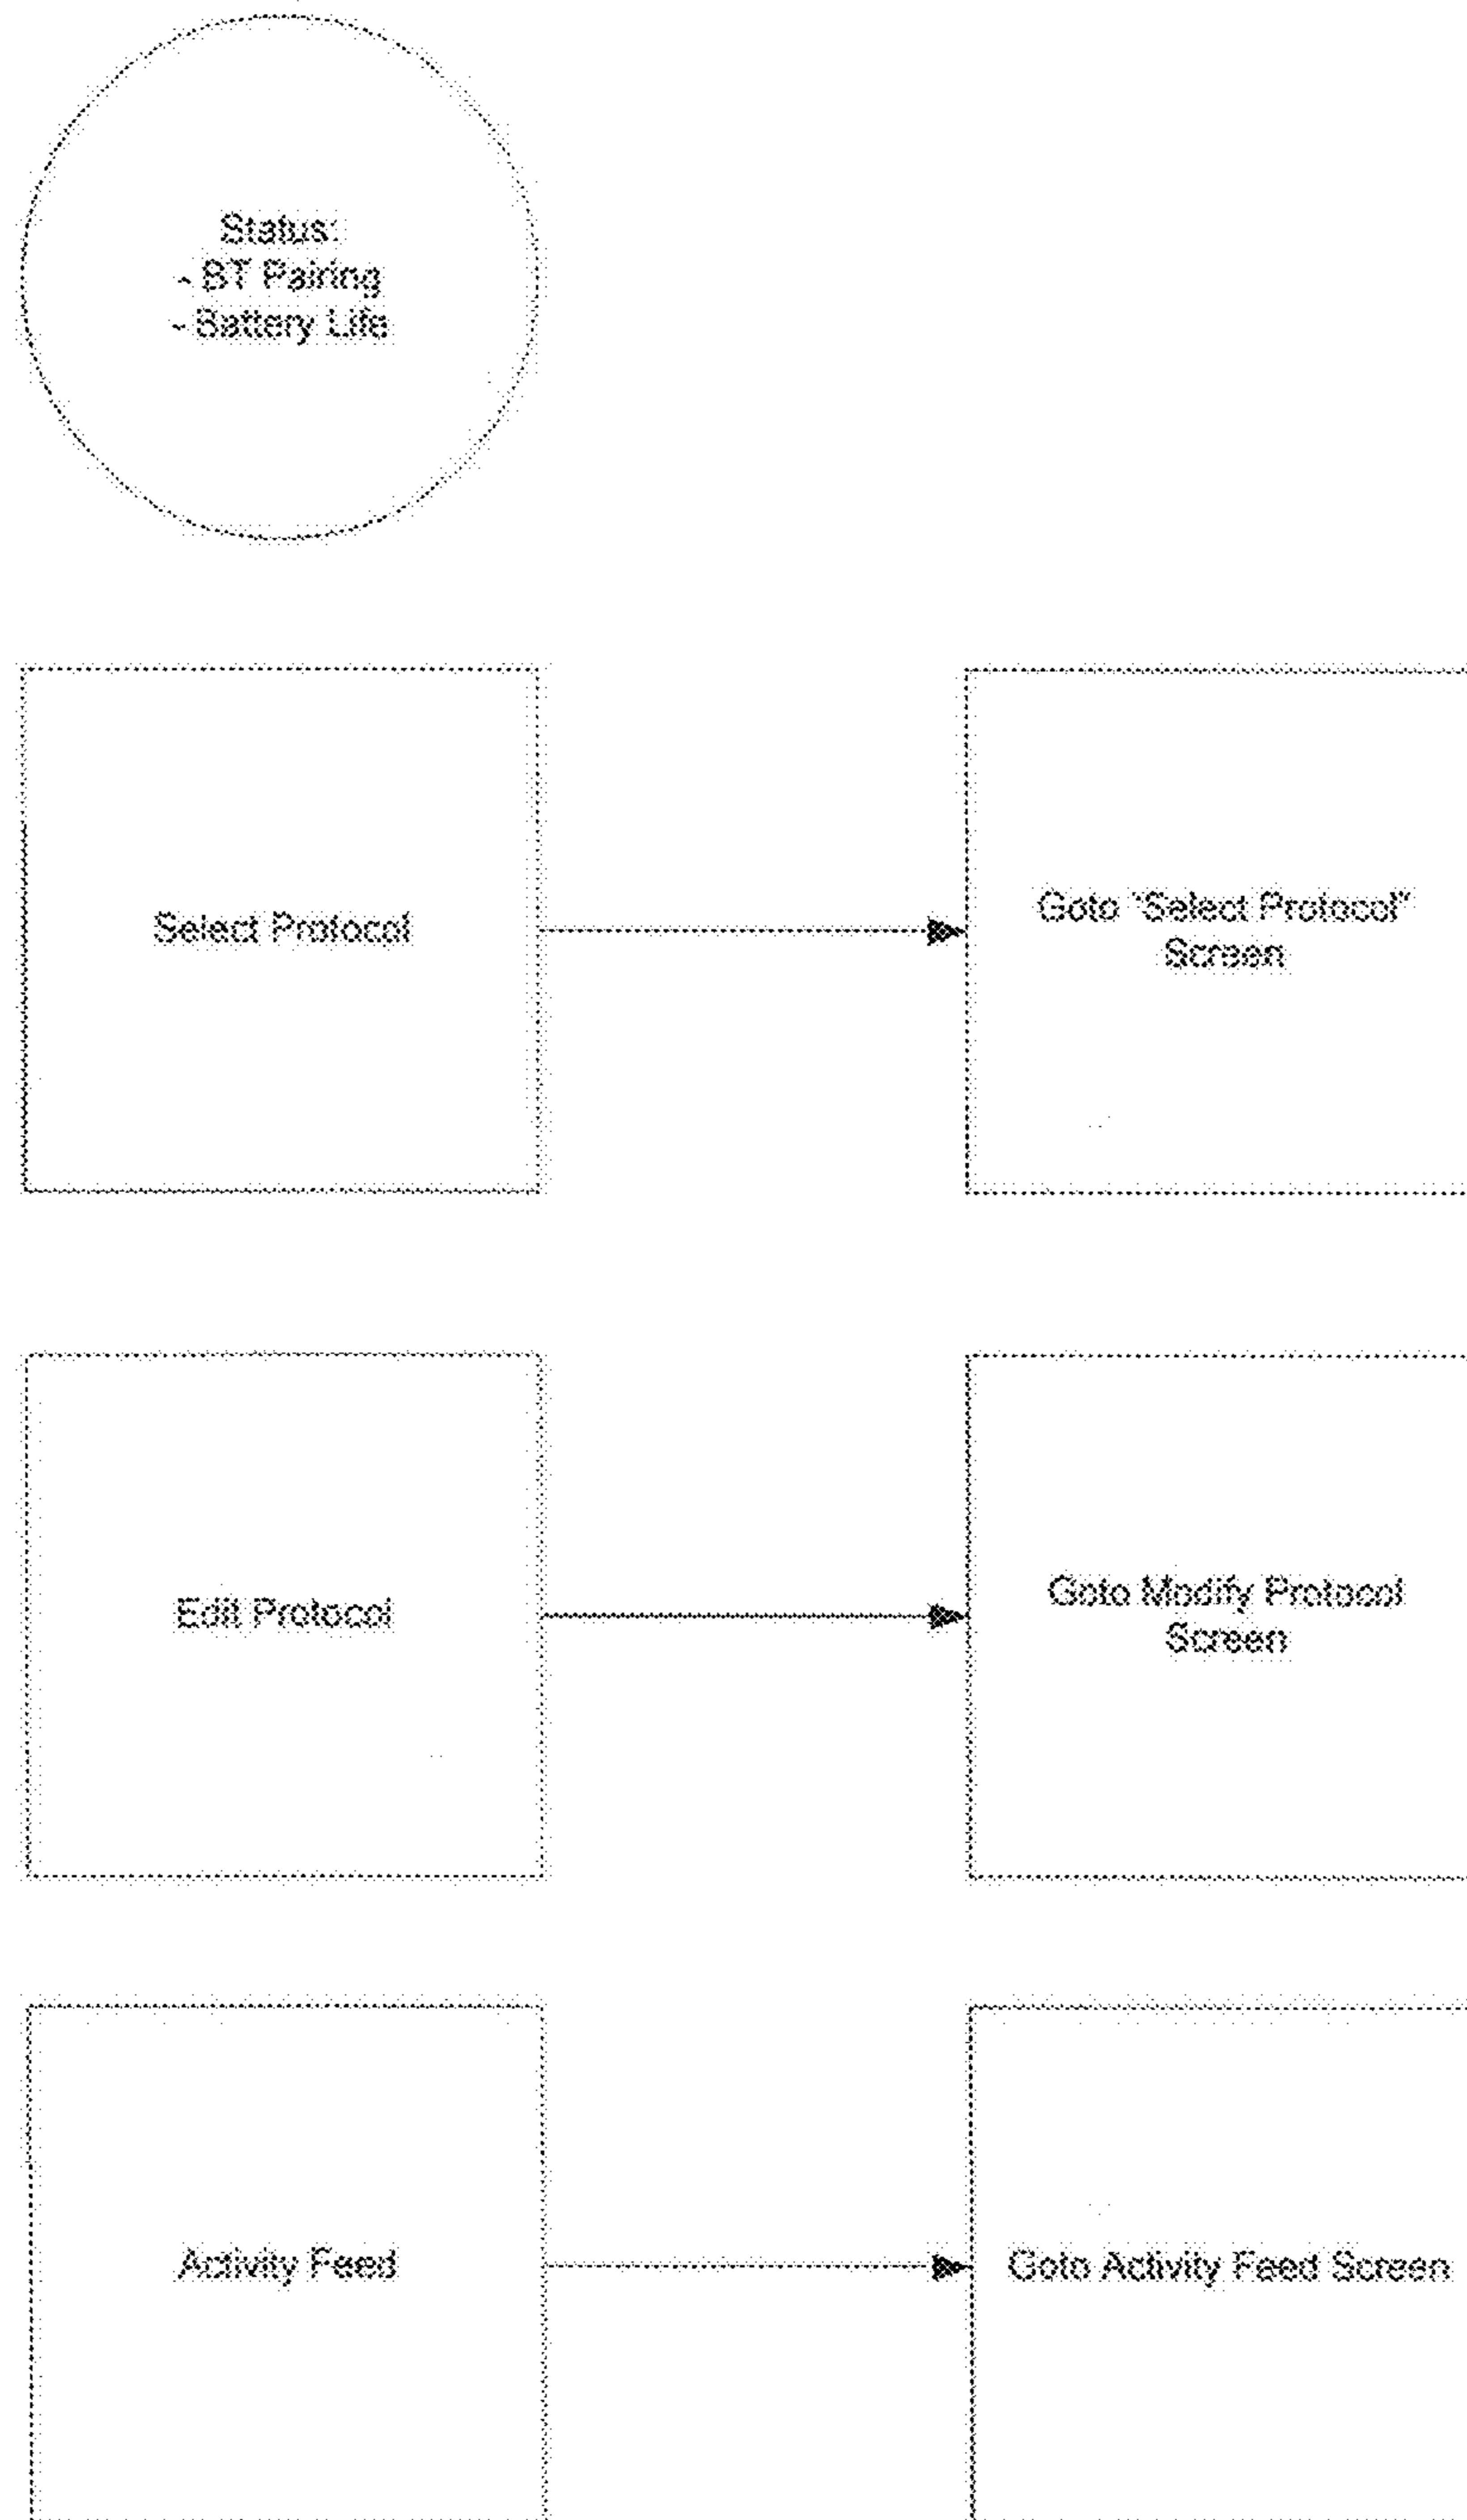 Status:
- BT Pairing
- Battery Life
Select Protocol
Goto "Select Protocol"
Screen
Edit Protocol
Goto Modify Protocol
Screen
Activity Feed
Goto Activity Feed Screen